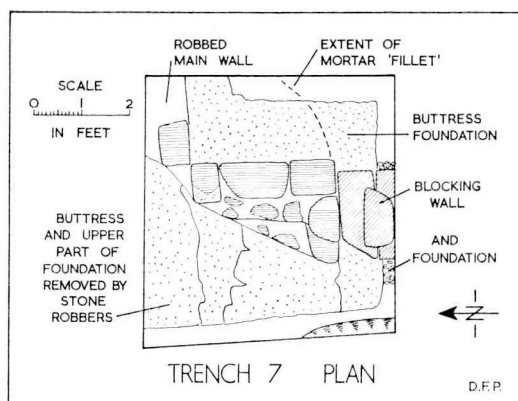 ROBBED
MAIN WALL
EXTENT OF
MORTAR 'FILLET'
SCALE
0 1 2
IN FEET
BUTTRESS
FOUNDATION
BLOCKING
WALL
AND
FOUNDATION
BUTTRESS
AND UPPER
PART OF
FOUNDATION
REMOVED BY
STONE
ROBBERS
N
TRENCH 7 PLAN
D.F.P.